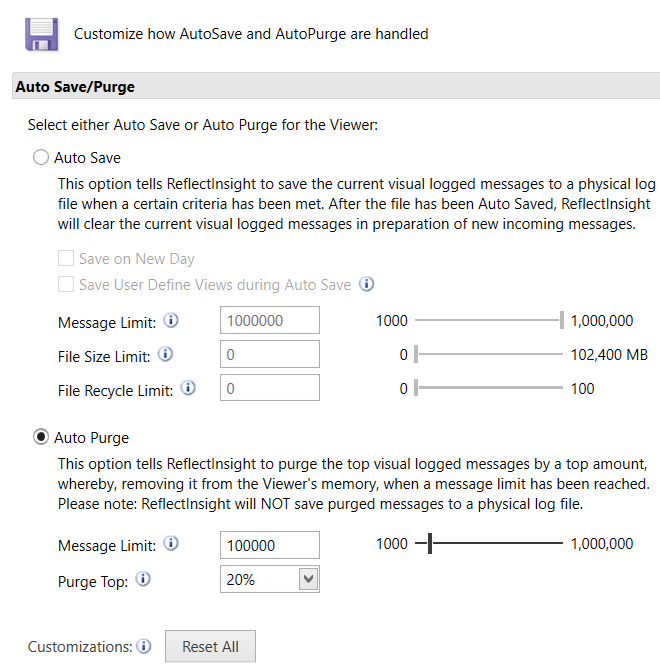 Customize how AutoSave and AutoPurge are handled
Auto Save/Purge
Select either Auto Save or Auto Purge for the Viewer:
Auto Save
This option tells ReflectInsight to save the current visual logged messages to a physical log
file when a certain criteria has been met. After the file has been Auto Saved, ReflectInsight
will clear the current visual logged messages in preparation of new incoming messages.
Save on New Day
Save User Define Views during Auto Save
Message Limit: 1000000 1000 1,000,000
File Size Limit: 0 0 102,400 MB
File Recycle Limit: 0 0 100
Auto Purge
This option tells ReflectInsight to purge the top visual logged messages by a top amount,
whereby, removing it from the Viewer's memory, when a message limit has been reached.
Please note: ReflectInsight will NOT save purged messages to a physical log file.
Message Limit: 100000 1000 1,000,000
Purge Top: 20%
Customizations: Reset All